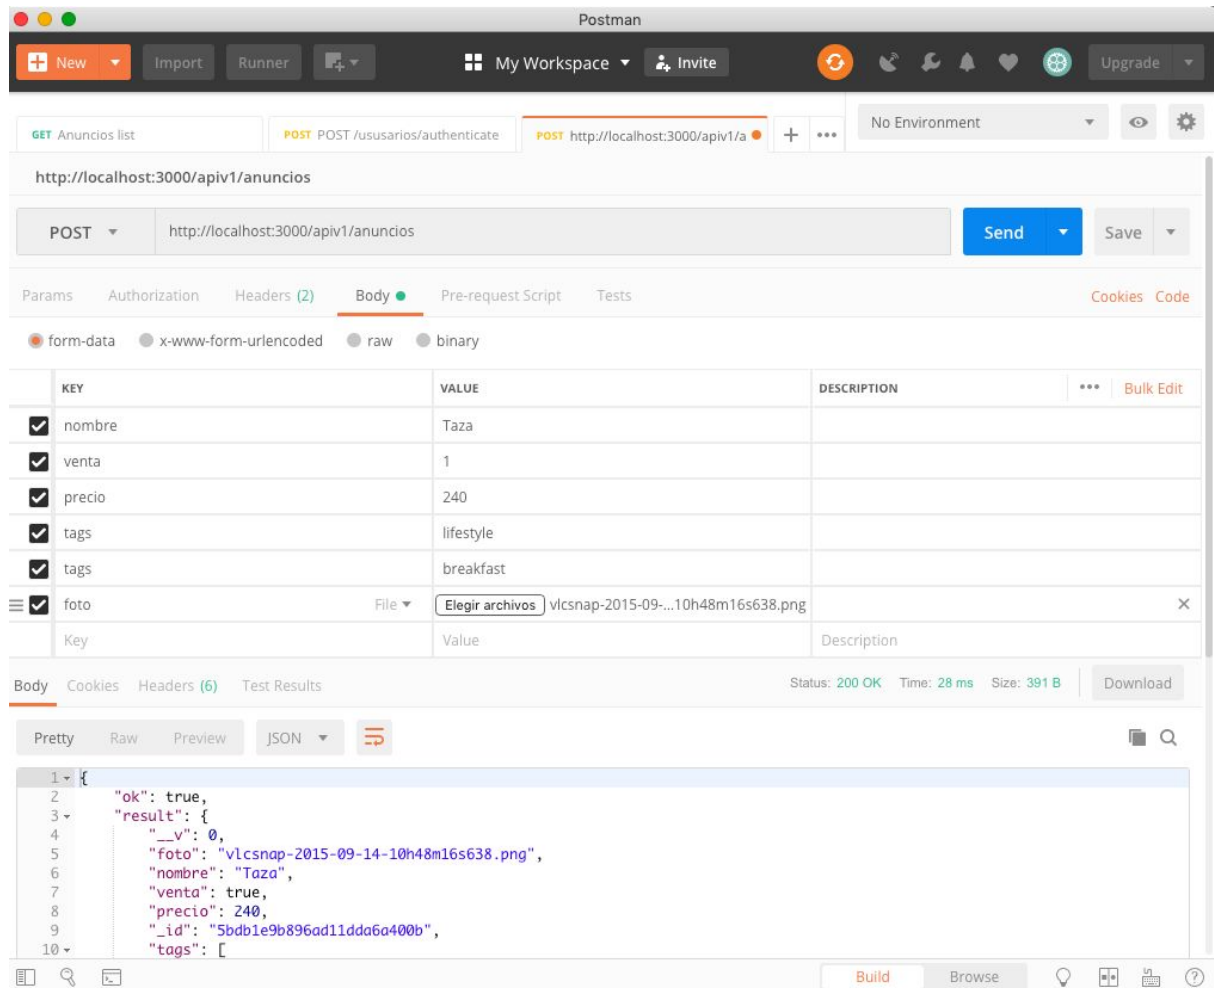 Postman
New Import Runner My Workspace Invite Upgrade
GET Anuncios list POST POST /ususarios/authenticate POST http://localhost:3000/apiv1/a No Environment
http://localhost:3000/apiv1/anuncios
POST http://localhost:3000/apiv1/anuncios Send Save
Params Authorization Headers (2) Body Pre-request Script Tests Cookies Code
form-data x-www-form-urlencoded raw binary
KEY VALUE DESCRIPTION Bulk Edit
nombre Taza
venta 1
precio 240
tags lifestyle
tags breakfast
foto File Elegir archivos vlcsnap-2015-09-...10h48m16s638.png
Key Value Description
Body Cookies Headers (6) Test Results Status: 200 OK Time: 28 ms Size: 391 B Download
Pretty Raw Preview JSON
1 {
2 "ok": true,
3 "result": {
4 "__v": 0,
5 "foto": "vlcsnap-2015-09-14-10h48m16s638.png",
6 "nombre": "Taza",
7 "venta": true,
8 "precio": 240,
9 "_id": "5bdb1e9b896ad11dda6a400b",
10 "tags": [
Build Browse